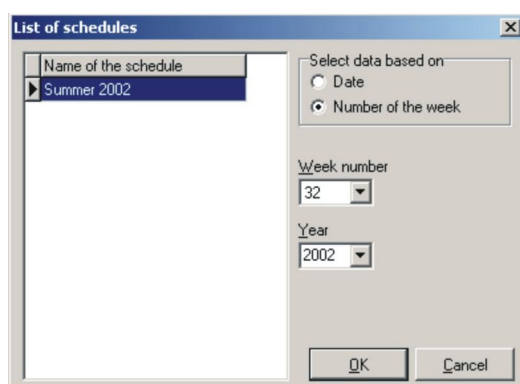 List of schedules
Name of the schedule
Summer 2002
Select data based on
Date
Number of the week
Week number
32
Year
2002
OK
Cancel